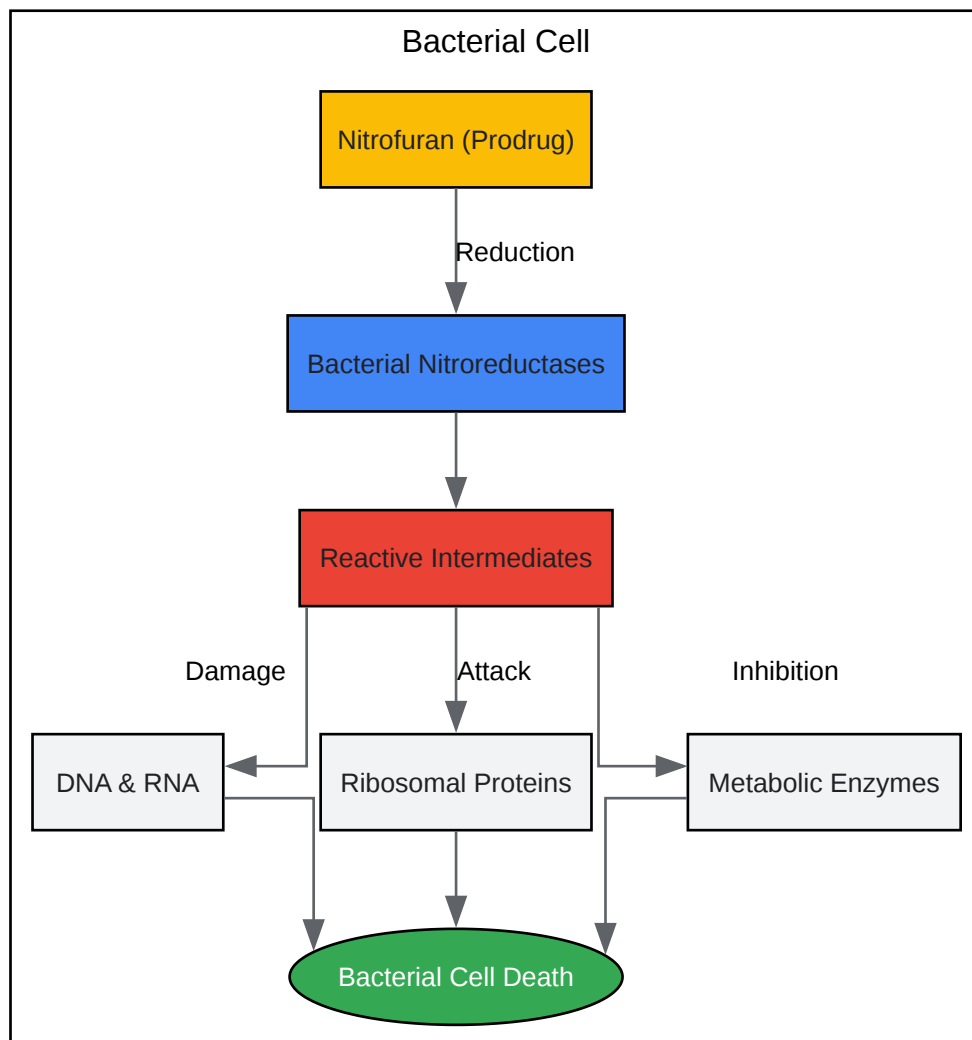 Bacterial Cell
Nitrofuran (Prodrug)
Reduction
Bacterial Nitroreductases
Reactive Intermediates
Damage
Attack
Inhibition
DNA & RNA
Ribosomal Proteins
Metabolic Enzymes
Bacterial Cell Death